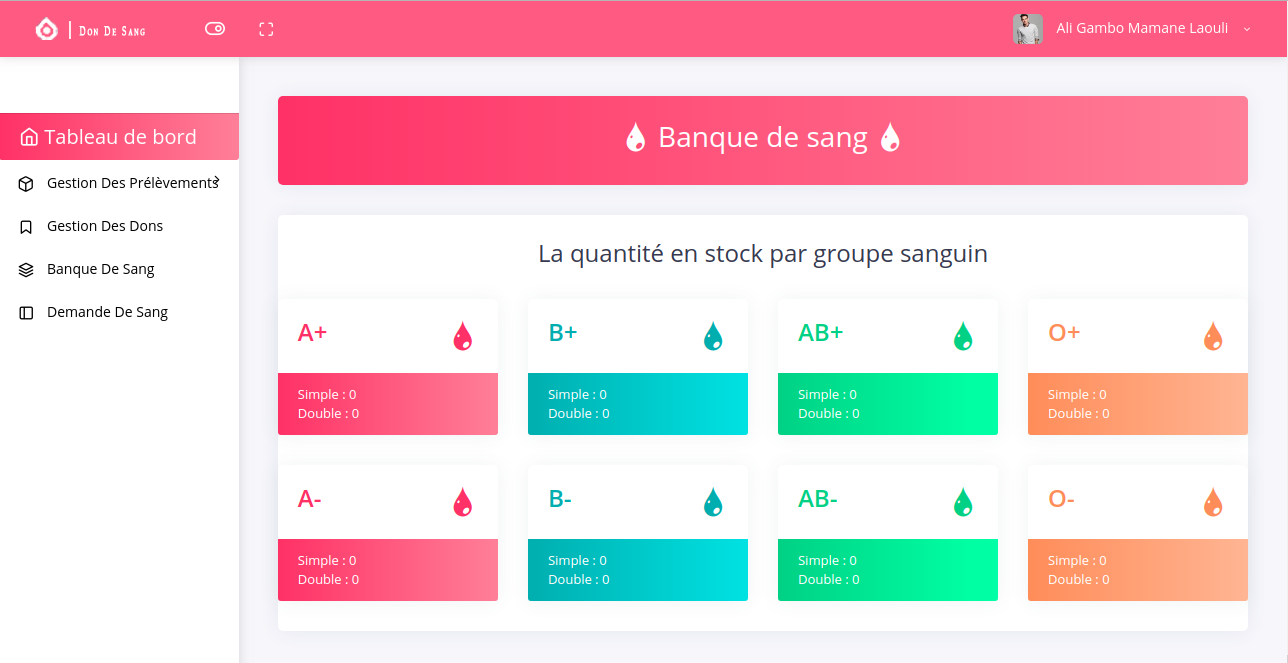 Don De Sang
Ali Gambo Mamane Laouli
Tableau de bord
Gestion Des Prélèvements
Gestion Des Dons
Banque De Sang
Demande De Sang
Banque de sang
La quantité en stock par groupe sanguin
A+
Simple : 0
Double : 0
B+
Simple : 0
Double : 0
AB+
Simple : 0
Double : 0
O+
Simple : 0
Double : 0
A-
Simple : 0
Double : 0
B-
Simple : 0
Double : 0
AB-
Simple : 0
Double : 0
O-
Simple : 0
Double : 0